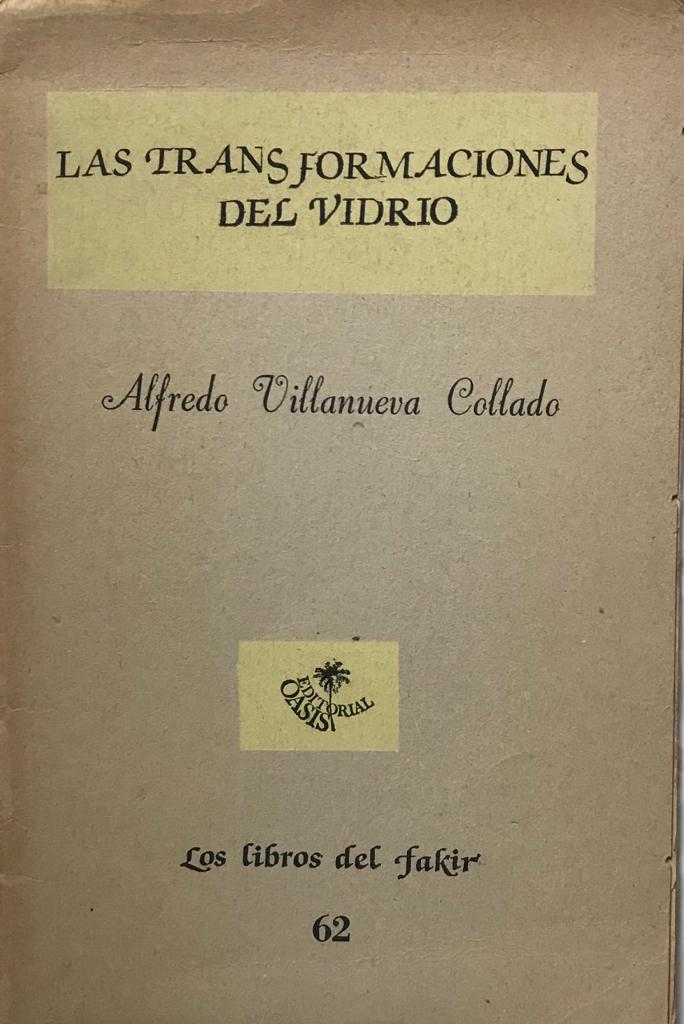 LAS TRANSFORMACIONES
DEL VIDRIO
Alfredo Villanueva Collado
EDITORIAL
OASIS
Los libros del fakir
62